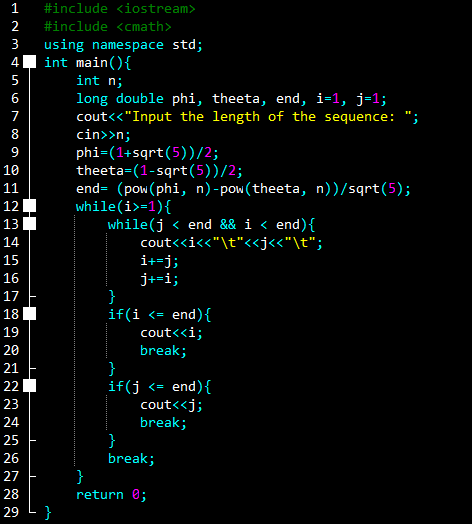 1 #include <iostream>
2 #include <cmath>
3 using namespace std;
4 int main(){
5     int n;
6     long double phi, theeta, end, i=1, j=1;
7     cout<<"Input the length of the sequence: ";
8     cin>>n;
9     phi=(1+sqrt(5))/2;
10     theeta=(1-sqrt(5))/2;
11     end= (pow(phi, n)-pow(theeta, n))/sqrt(5);
12     while(i>=1){
13         while(j < end && i < end){
14             cout<<i<<"\t"<<j<<"\t";
15             i+=j;
16             j+=i;
17         }
18         if(i <= end){
19             cout<<i;
20             break;
21         }
22         if(j <= end){
23             cout<<j;
24             break;
25         }
26         break;
27     }
28     return 0;
29 }